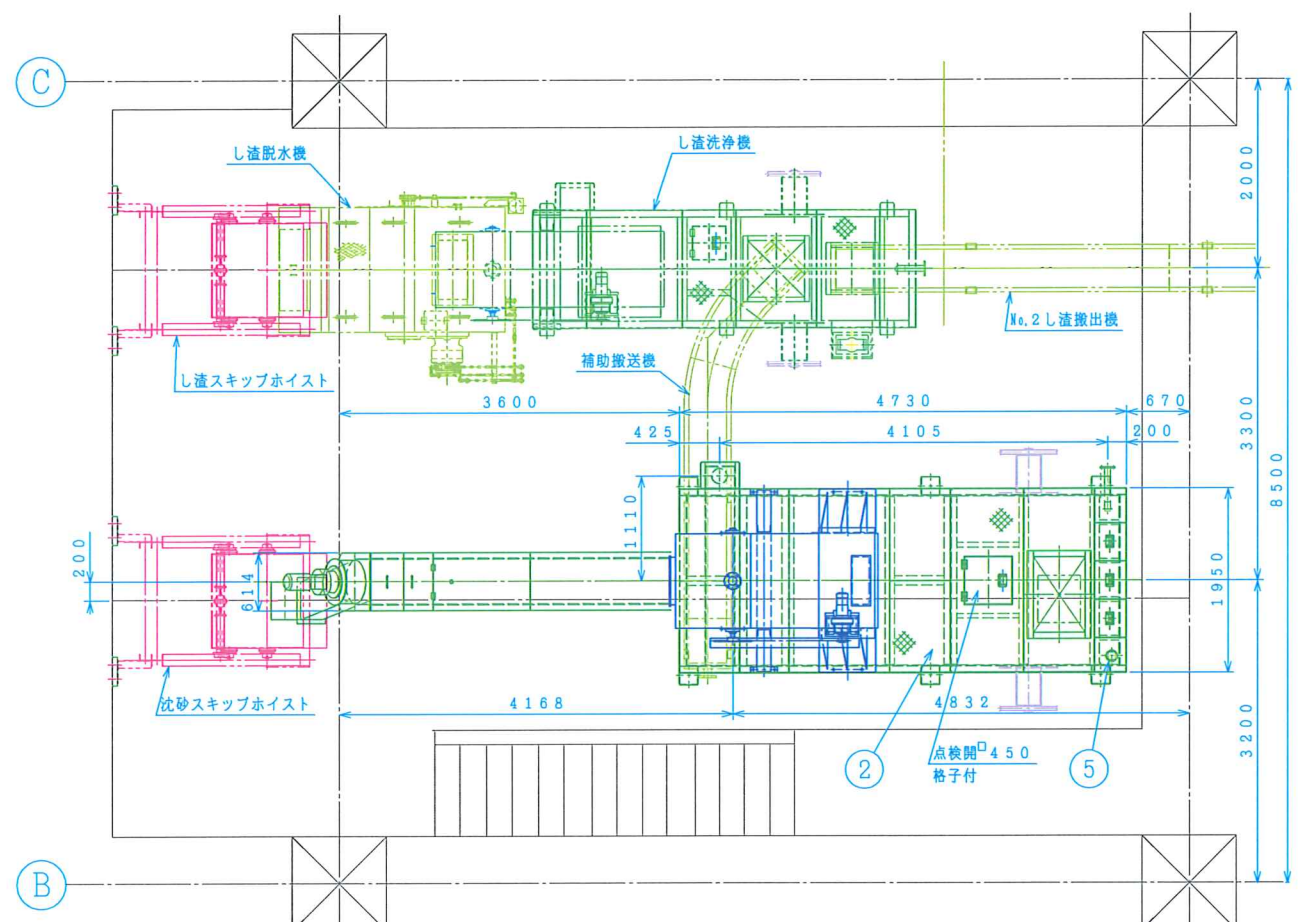 C
し渣脱水機
し渣洗浄機
2000
No.2し渣搬出機
補助搬送機
し渣スキップホイスト
3600
4730
670
425
4105
200
3300
8500
1110
200
614
1950
沈砂スキップホイスト
4168
4832
3200
2
点検開□450
格子付
5
B